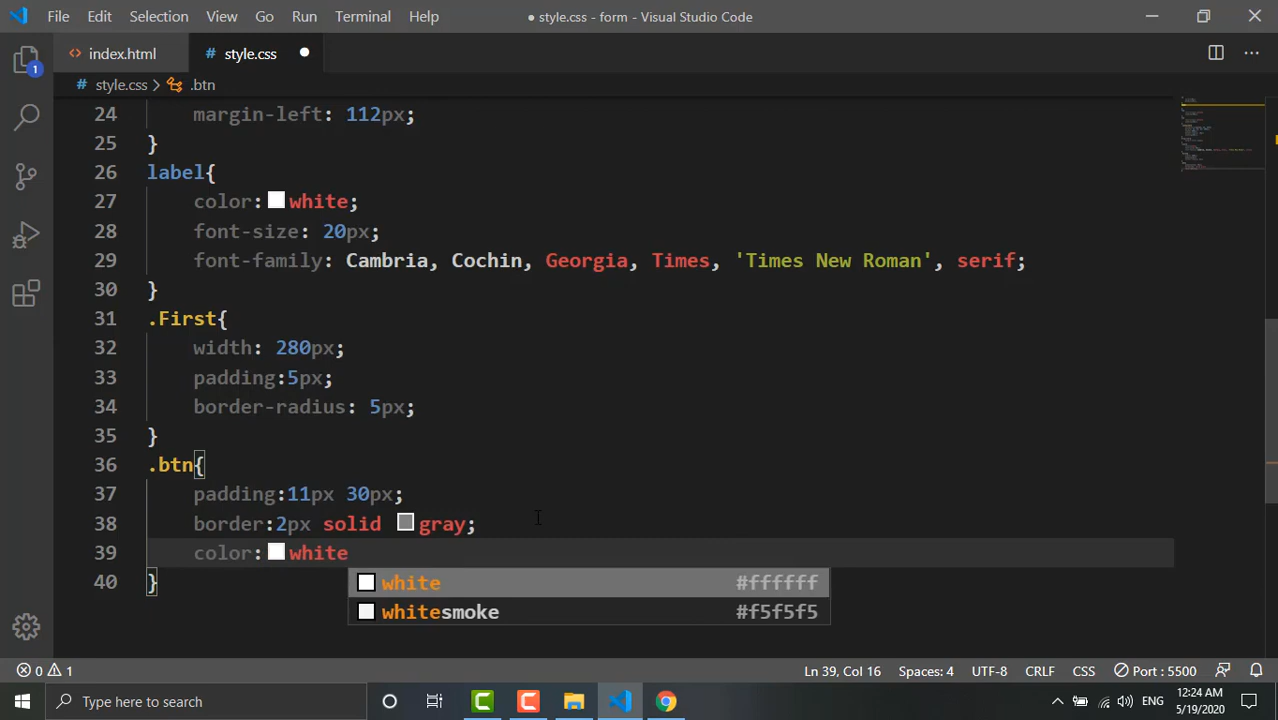 File Edit Selection View Go Run Terminal Help ● style.css - form - Visual Studio Code
<> index.html # style.css ●
# style.css > .btn
24 margin-left: 112px;
25 }
26 label{
27 color: white;
28 font-size: 20px;
29 font-family: Cambria, Cochin, Georgia, Times, 'Times New Roman', serif;
30 }
31 .First{
32 width: 280px;
33 padding:5px;
34 border-radius: 5px;
35 }
36 .btn{
37 padding:11px 30px;
38 border:2px solid gray;
39 color: white
40 }
white #ffffff
whitesmoke #f5f5f5
1
0 1 Ln 39, Col 16 Spaces: 4 UTF-8 CRLF CSS Port : 5500
Type here to search ENG 12:24 AM
5/19/2020